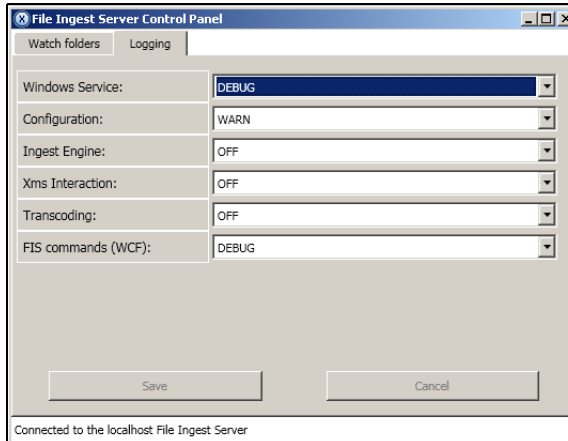 File Ingest Server Control Panel
Watch folders Logging
Windows Service: DEBUG
Configuration: WARN
Ingest Engine: OFF
Xms Interaction: OFF
Transcoding: OFF
FIS commands (WCF): DEBUG
Save Cancel
Connected to the localhost File Ingest Server